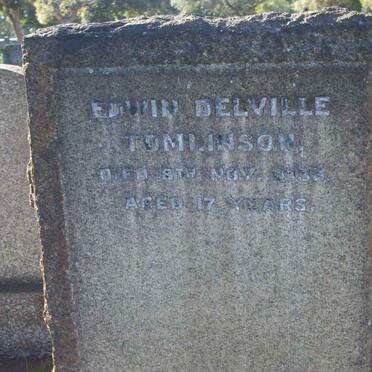 EDWIN DELVILLE
TOMLINSON,
DIED 8TH NOV. 1933.
AGED 17 YEARS.